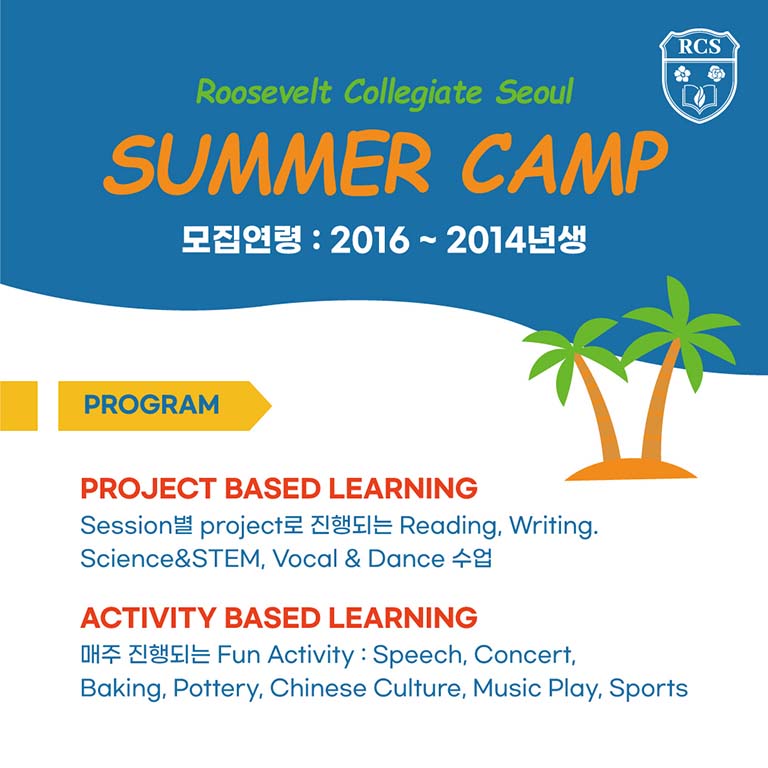 RCS
Roosevelt Collegiate Seoul
SUMMER CAMP
모집연령 : 2016 ~ 2014년생
PROGRAM
PROJECT BASED LEARNING
Session별 project로 진행되는 Reading, Writing.
Science&STEM, Vocal & Dance 수업
ACTIVITY BASED LEARNING
매주 진행되는 Fun Activity : Speech, Concert,
Baking, Pottery, Chinese Culture, Music Play, Sports